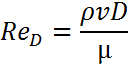 Re_D = ρvD / μ